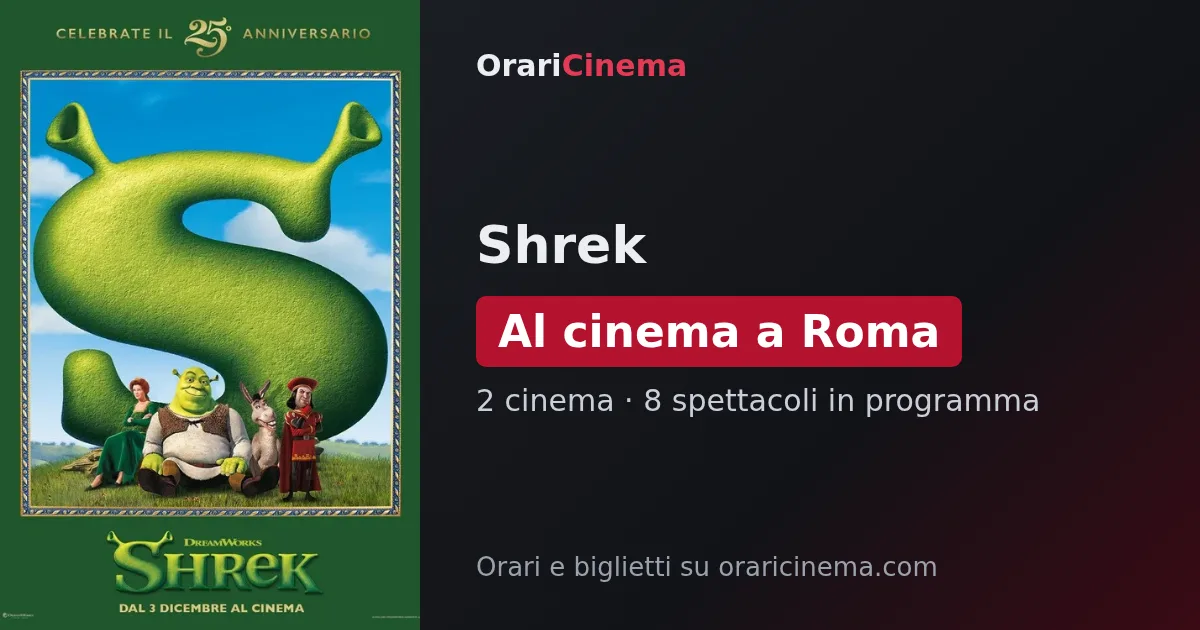 CELEBRATE IL 25° ANNIVERSARIO
DREAMWORKS
SHREK
DAL 3 DICEMBRE AL CINEMA
OrariCinema
Shrek
Al cinema a Roma
2 cinema · 8 spettacoli in programma
Orari e biglietti su oraricinema.com